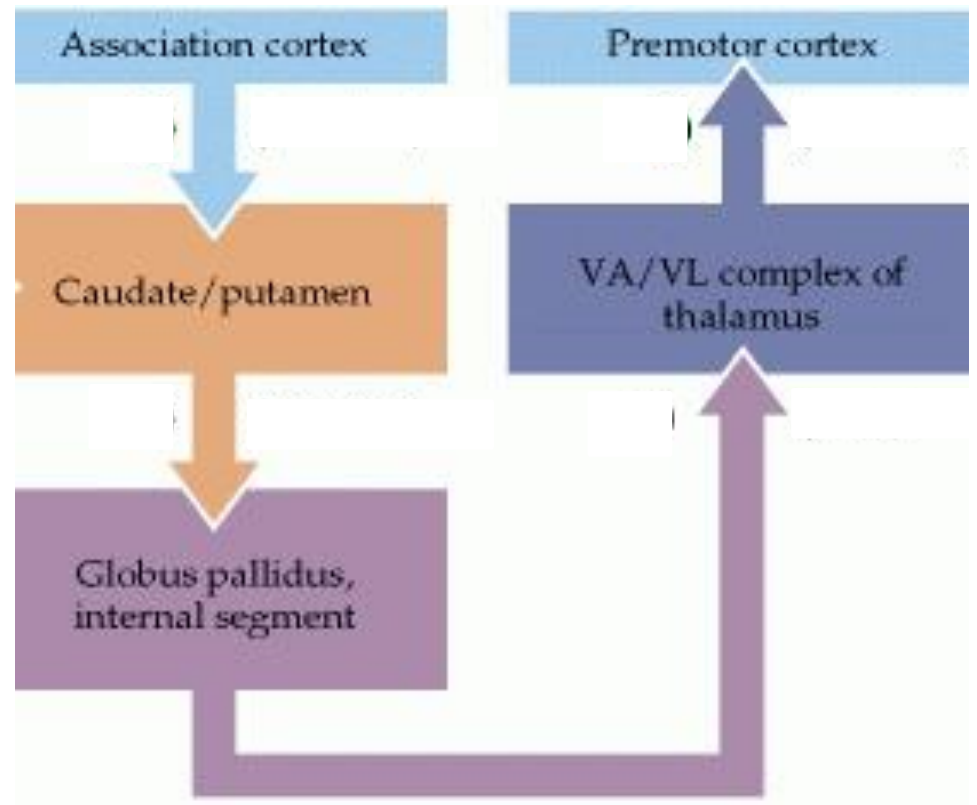 Association cortex
Premotor cortex
Caudate/putamen
VA/VL complex of
thalamus
Globus pallidus,
internal segment